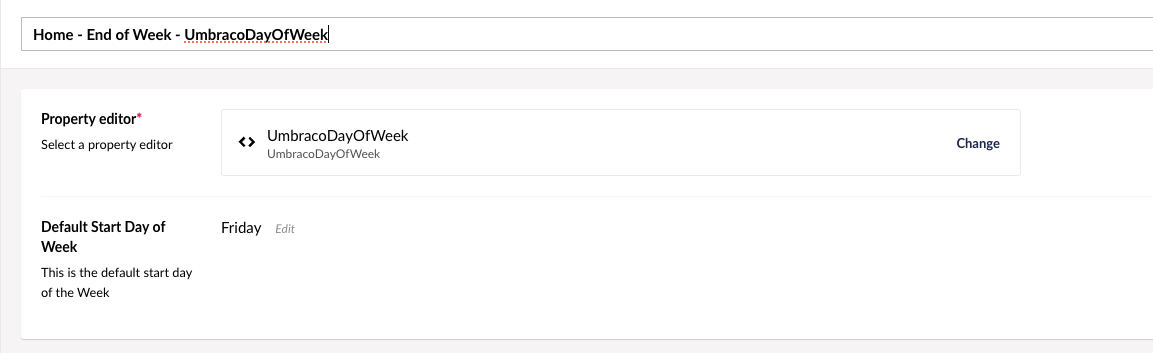 Home - End of Week - UmbracoDayOfWeek
Property editor*
Select a property editor
UmbracoDayOfWeek
UmbracoDayOfWeek
Change
Default Start Day of
Week
This is the default start day
of the Week
Friday Edit